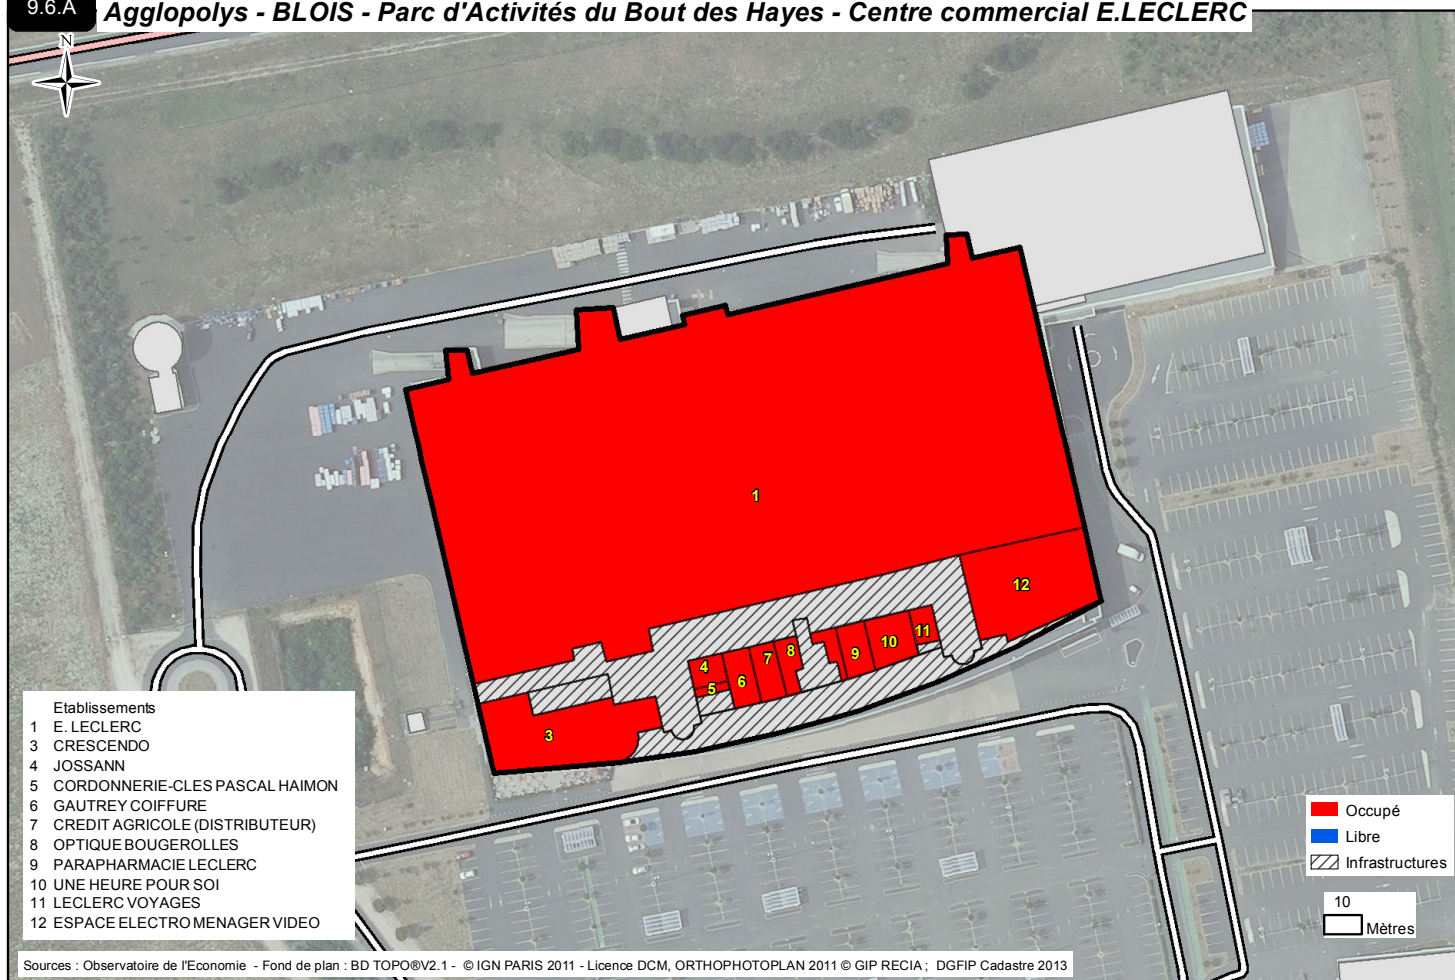 9.6.A
Agglopolys - BLOIS - Parc d'Activités du Bout des Hayes - Centre commercial E.LECLERC
N
1
12
11
10
9
8
7
6
4
5
3
Etablissements
1 E. LECLERC
3 CRESCENDO
4 JOSSANN
5 CORDONNERIE-CLES PASCAL HAIMON
6 GAUTREY COIFFURE
7 CREDIT AGRICOLE (DISTRIBUTEUR)
8 OPTIQUE BOUGEROLLES
9 PARAPHARMACIE LECLERC
10 UNE HEURE POUR SOI
11 LECLERC VOYAGES
12 ESPACE ELECTRO MENAGER VIDEO
Occupé
Libre
Infrastructures
10
Mètres
Sources : Observatoire de l'Economie - Fond de plan : BD TOPO®V2.1 - © IGN PARIS 2011 - Licence DCM, ORTHOPHOTOPLAN 2011 © GIP RECIA ; DGFIP Cadastre 2013